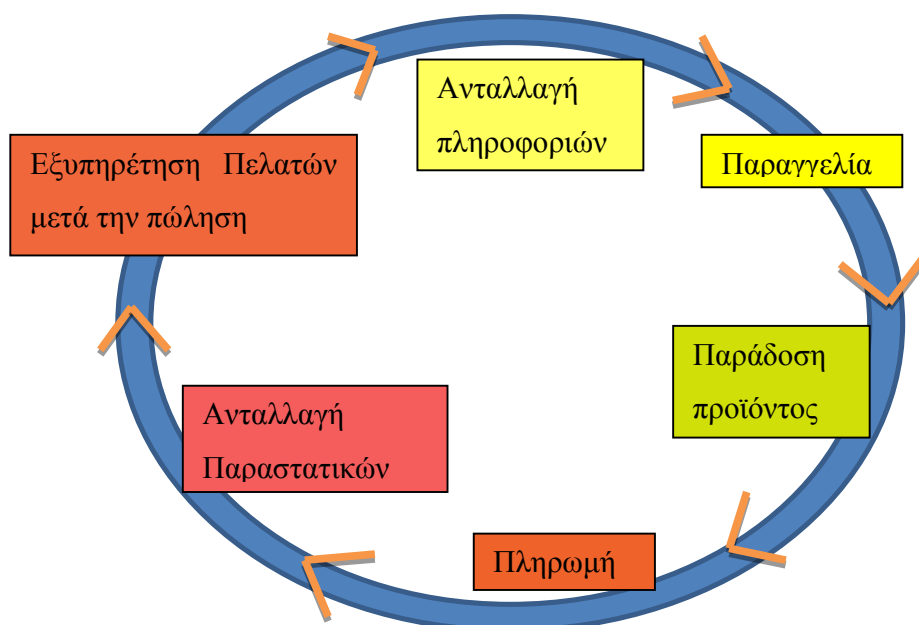 Ανταλλαγή
πληροφοριών
Παραγγελία
Παράδοση
προϊόντος
Πληρωμή
Ανταλλαγή
Παραστατικών
Εξυπηρέτηση Πελατών
μετά την πώληση